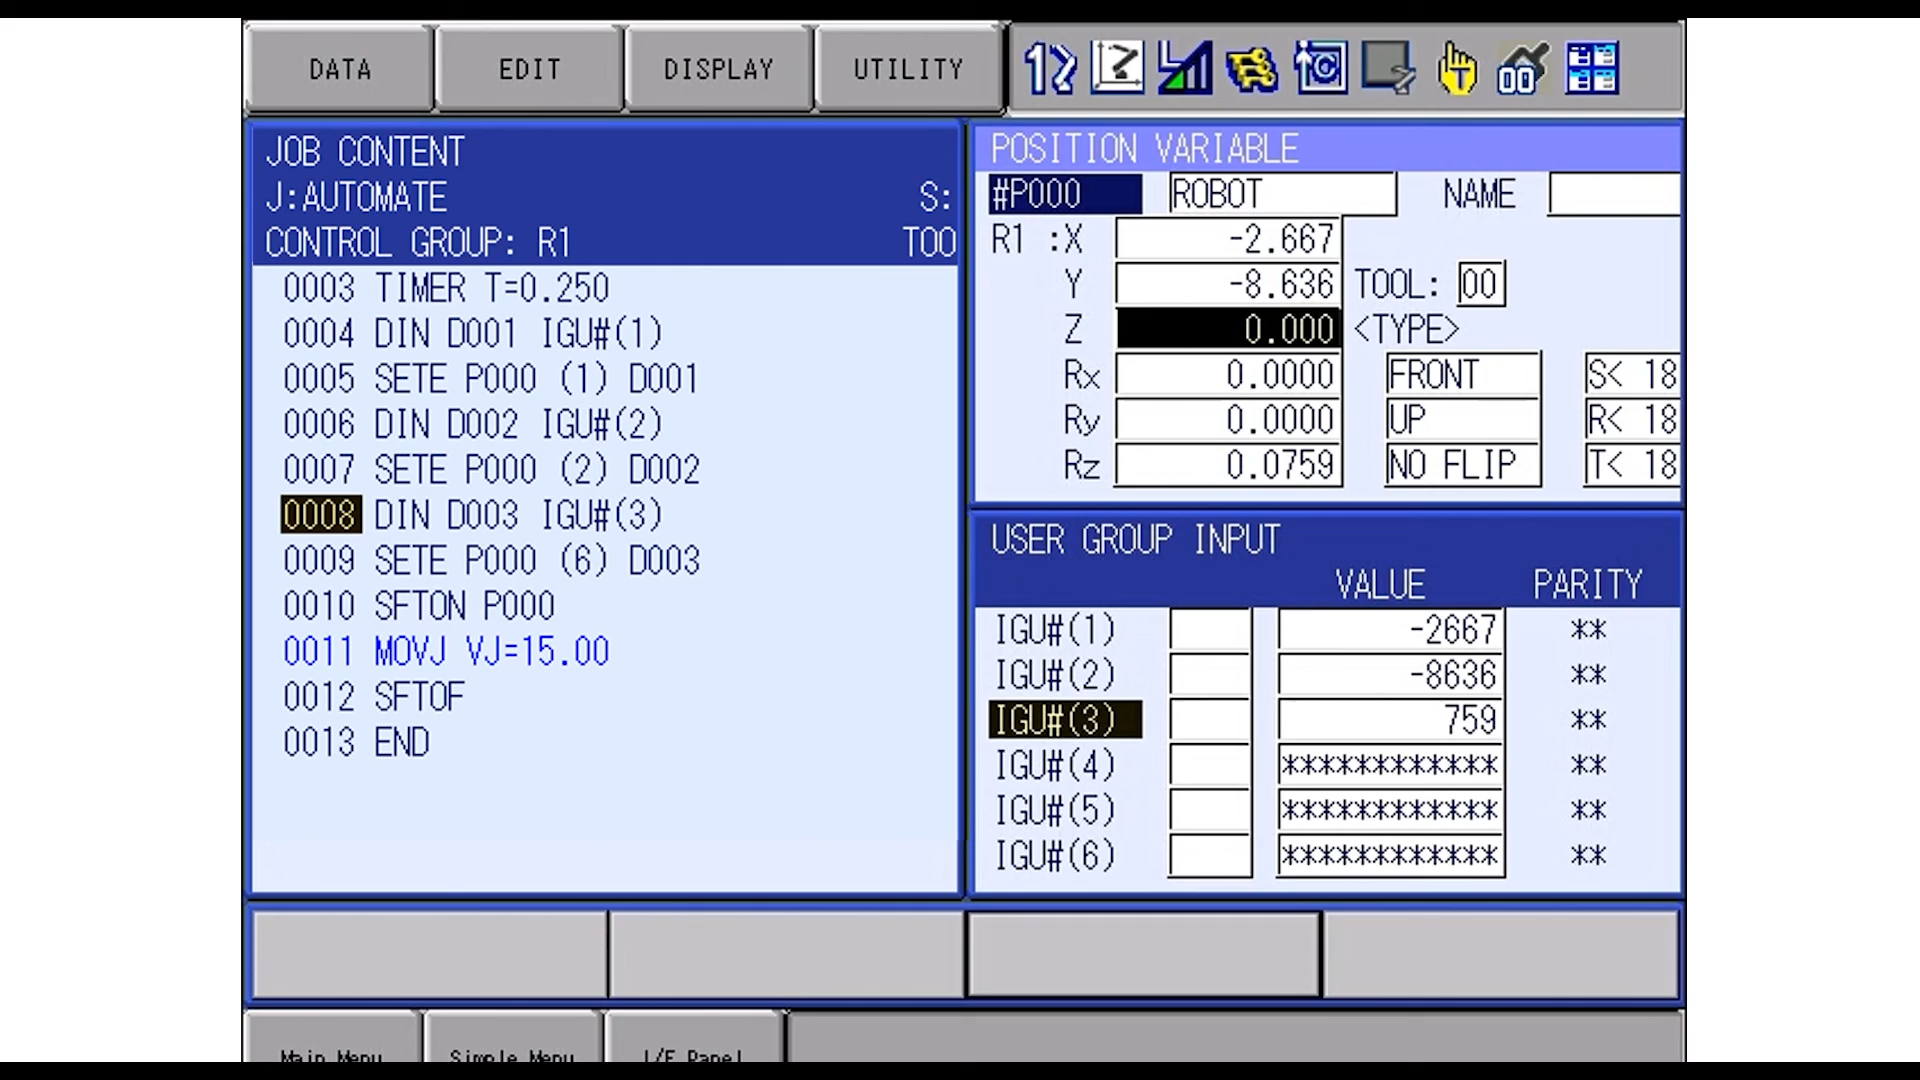 DATA EDIT DISPLAY UTILITY
JOB CONTENT
J:AUTOMATE S:
CONTROL GROUP: R1 TOO
0003 TIMER T=0.250
0004 DIN D001 IGU#(1)
0005 SETE P000 (1) D001
0006 DIN D002 IGU#(2)
0007 SETE P000 (2) D002
0008 DIN D003 IGU#(3)
0009 SETE P000 (6) D003
0010 SFTON P000
0011 MOVJ VJ=15.00
0012 SFTOF
0013 END
POSITION VARIABLE
#P000 ROBOT NAME
R1 :X -2.667
Y -8.636 TOOL: 00
Z 0.000 <TYPE>
Rx 0.0000 FRONT S< 18
Ry 0.0000 UP R< 18
Rz 0.0759 NO FLIP T< 18
USER GROUP INPUT
VALUE PARITY
IGU#(1) -2667 **
IGU#(2) -8636 **
IGU#(3) 759 **
IGU#(4) ************ **
IGU#(5) ************ **
IGU#(6) ************ **
Main Menu Simple Menu I/F Panel